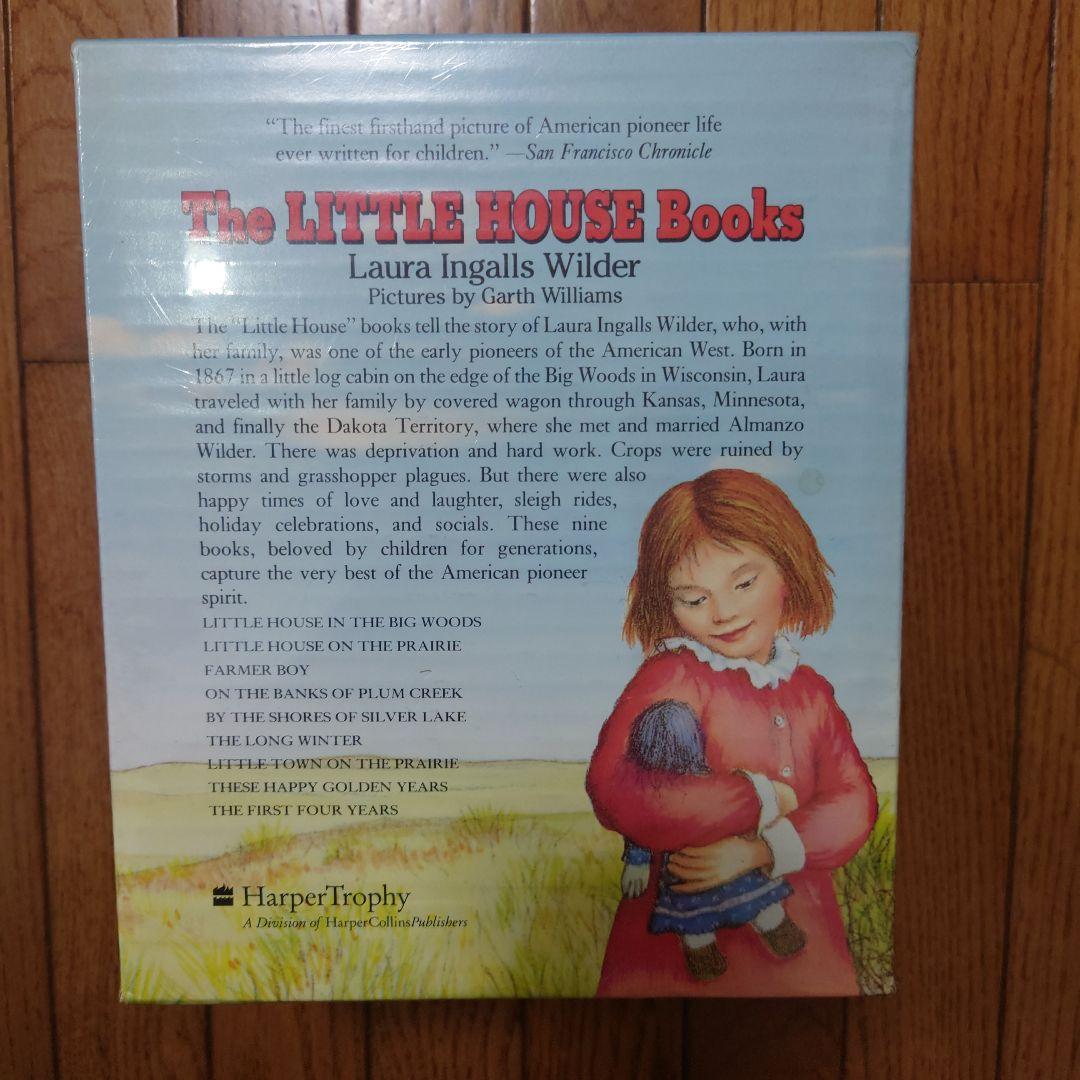 “The finest firsthand picture of American pioneer life
ever written for children.” —San Francisco Chronicle
The LITTLE HOUSE Books
Laura Ingalls Wilder
Pictures by Garth Williams
The “Little House” books tell the story of Laura Ingalls Wilder, who, with
her family, was one of the early pioneers of the American West. Born in
1867 in a little log cabin on the edge of the Big Woods in Wisconsin, Laura
traveled with her family by covered wagon through Kansas, Minnesota,
and finally the Dakota Territory, where she met and married Almanzo
Wilder. There was deprivation and hard work. Crops were ruined by
storms and grasshopper plagues. But there were also
happy times of love and laughter, sleigh rides,
holiday celebrations, and socials. These nine
books, beloved by children for generations,
capture the very best of the American pioneer
spirit.
LITTLE HOUSE IN THE BIG WOODS
LITTLE HOUSE ON THE PRAIRIE
FARMER BOY
ON THE BANKS OF PLUM CREEK
BY THE SHORES OF SILVER LAKE
THE LONG WINTER
LITTLE TOWN ON THE PRAIRIE
THESE HAPPY GOLDEN YEARS
THE FIRST FOUR YEARS
HarperTrophy
A Division of HarperCollinsPublishers